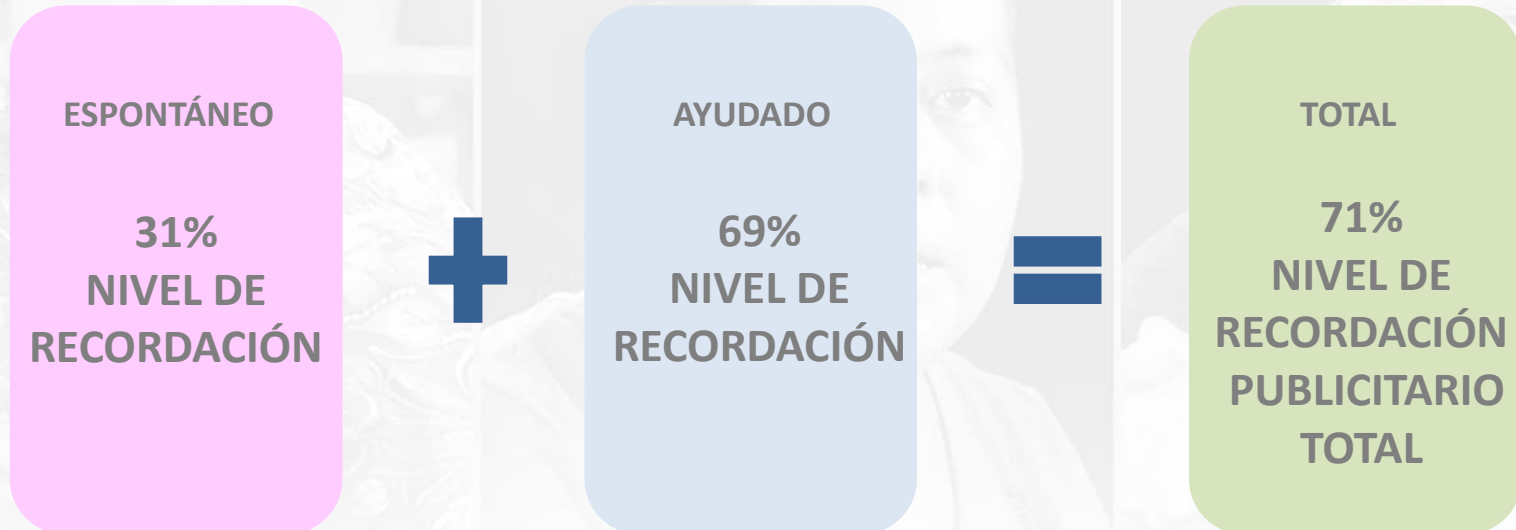 ESPONTÁNEO
31%
NIVEL DE
RECORDACIÓN
AYUDADO
69%
NIVEL DE
RECORDACIÓN
TOTAL
71%
NIVEL DE
RECORDACIÓN
PUBLICITARIO
TOTAL